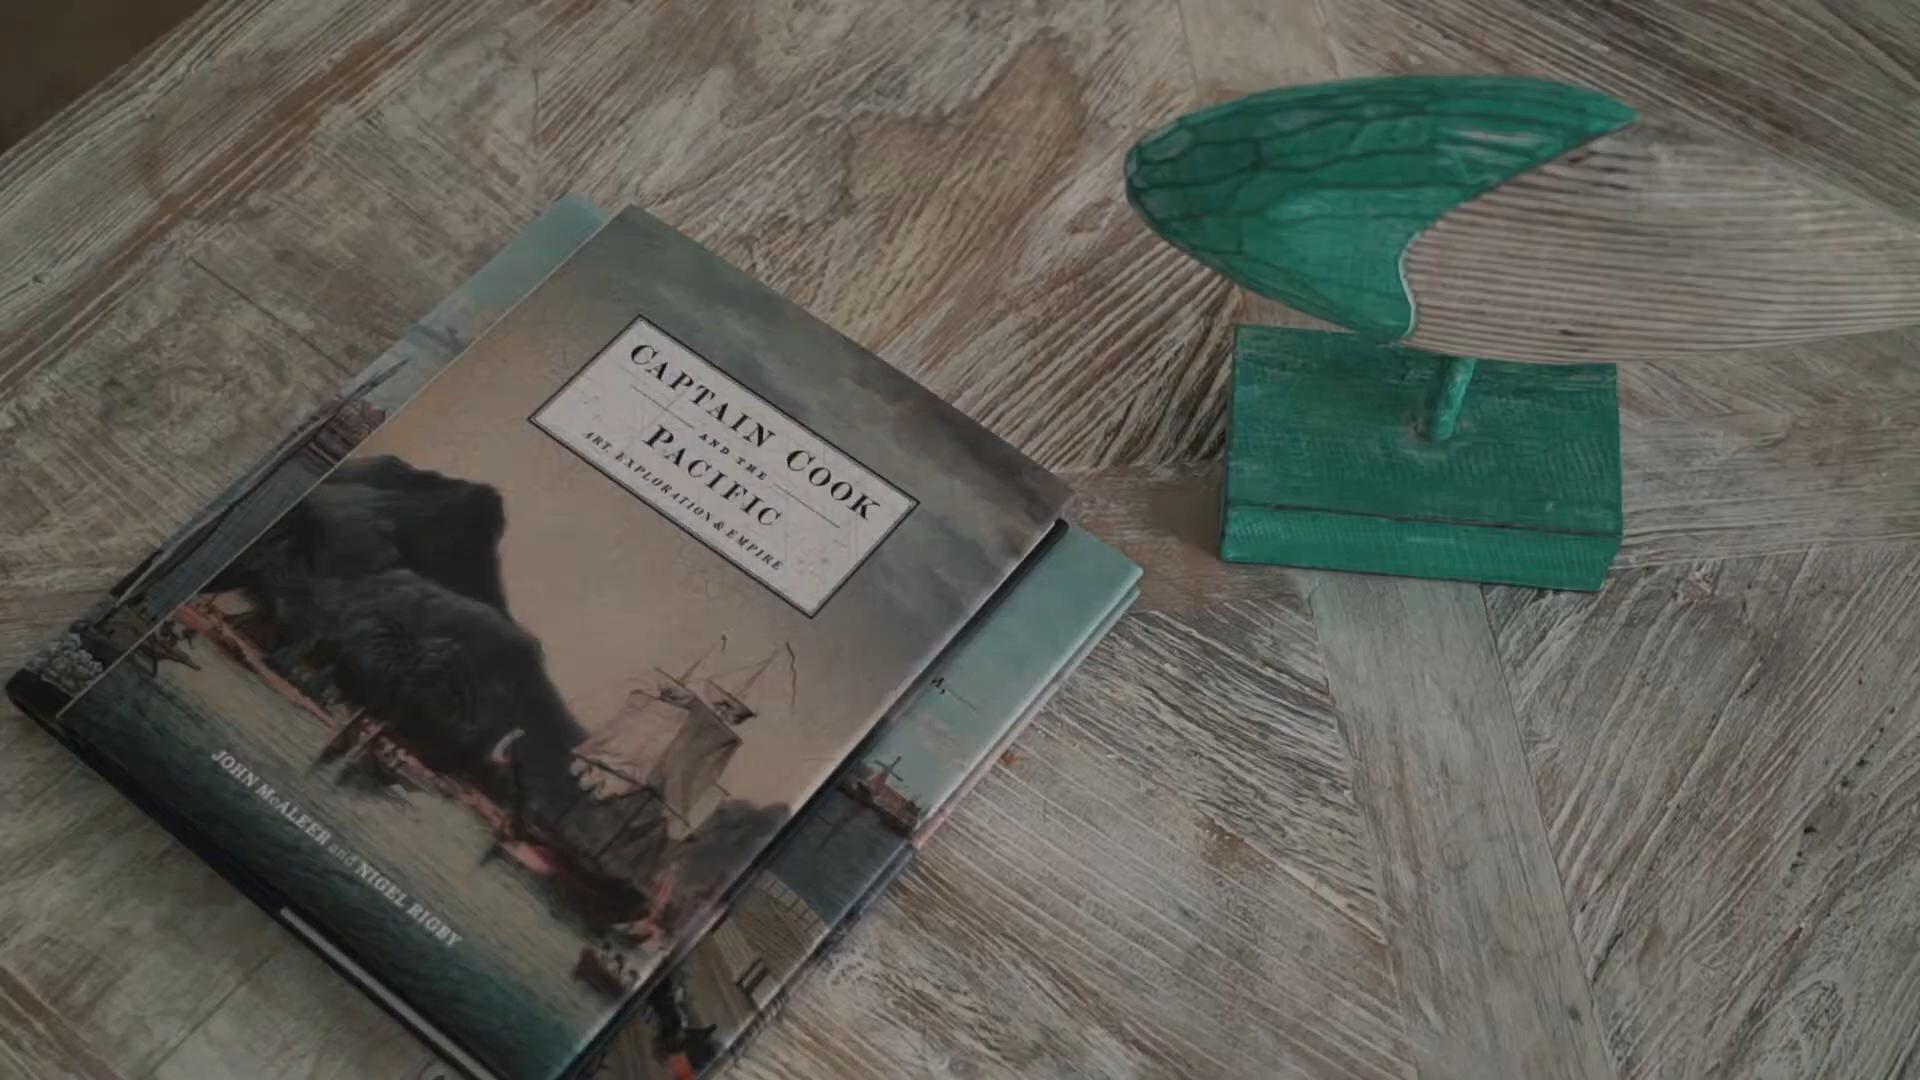 CAPTAIN COOK
AND THE
PACIFIC
ART, EXPLORATION & EMPIRE
JOHN McALEER and NIGEL RIGBY